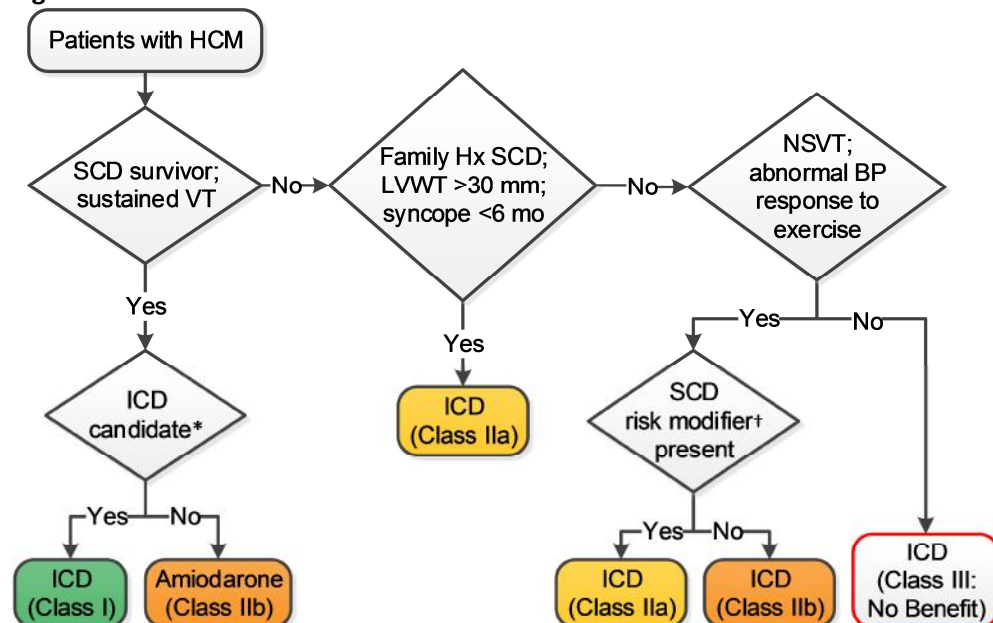 Patients with HCM
SCD survivor;
sustained VT
No
Family Hx SCD;
LVWT >30 mm;
syncope <6 mo
No
NSVT;
abnormal BP
response to
exercise
Yes
Yes
Yes
No
ICD
candidate*
ICD
(Class IIa)
SCD
risk modifier†
present
Yes
No
Yes
No
ICD
(Class I)
Amiodarone
(Class IIb)
ICD
(Class IIa)
ICD
(Class IIb)
ICD
(Class III:
No Benefit)